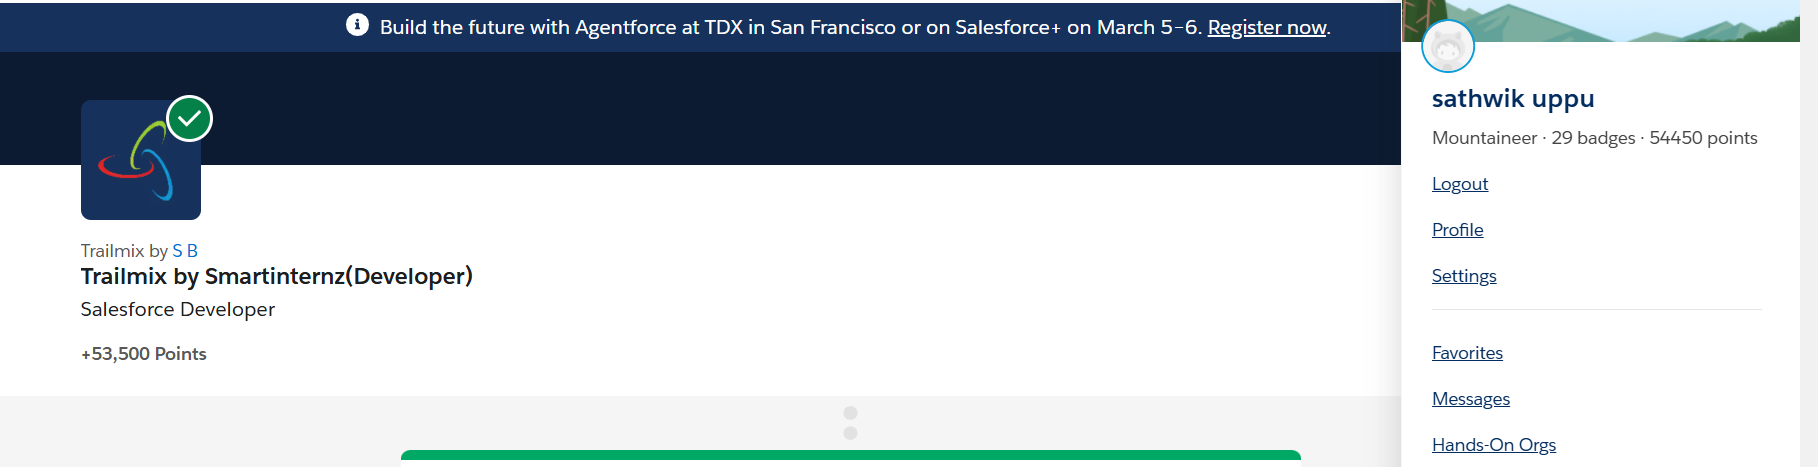 Build the future with Agentforce at TDX in San Francisco or on Salesforce+ on March 5–6. Register now.
Trailmix by S B
Trailmix by Smartinternz(Developer)
Salesforce Developer
+53,500 Points
sathwik uppu
Mountaineer · 29 badges · 54450 points
Logout
Profile
Settings
Favorites
Messages
Hands-On Orgs